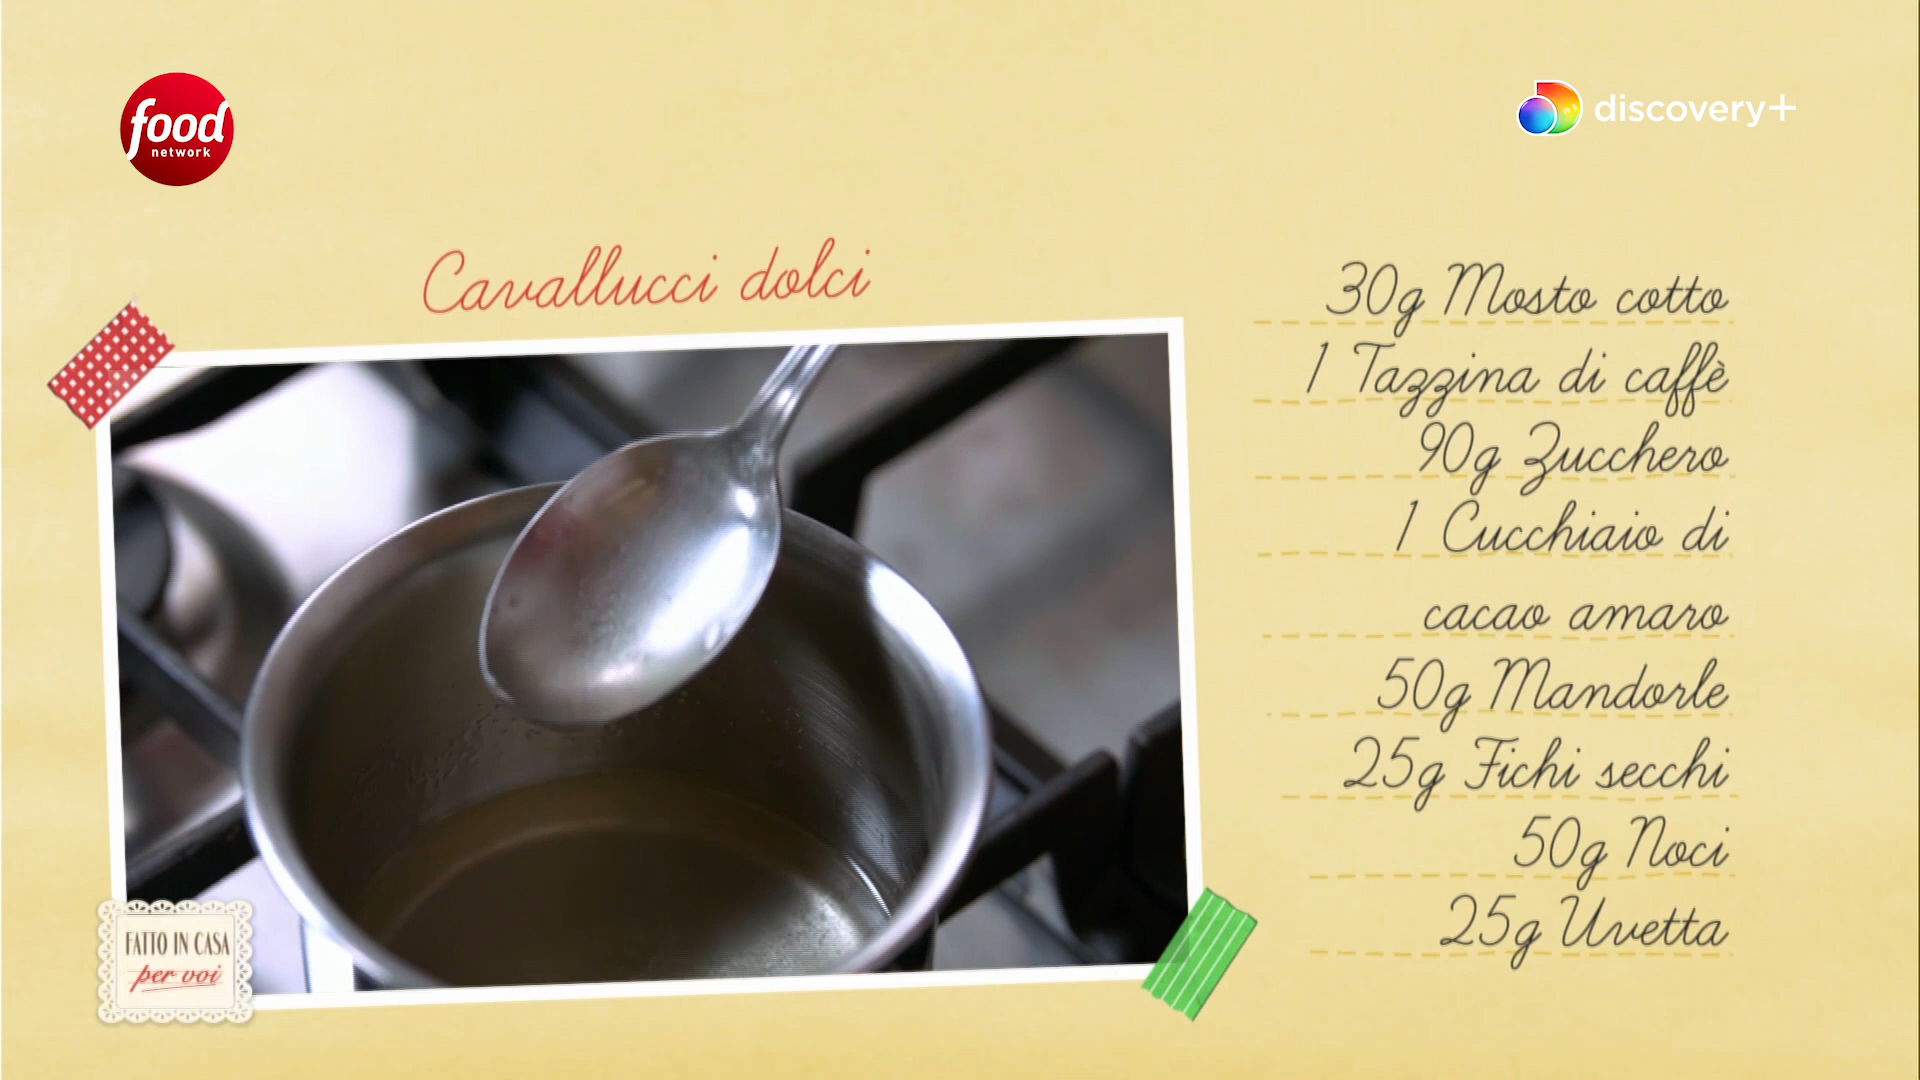 food
network
discovery+
Cavallucci dolci
30g Mosto cotto
1 Tazzina di caffè
90g Zucchero
1 Cucchiaio di
cacao amaro
50g Mandorle
25g Fichi secchi
50g Noci
25g Uvetta
FATTO IN CASA
per voi